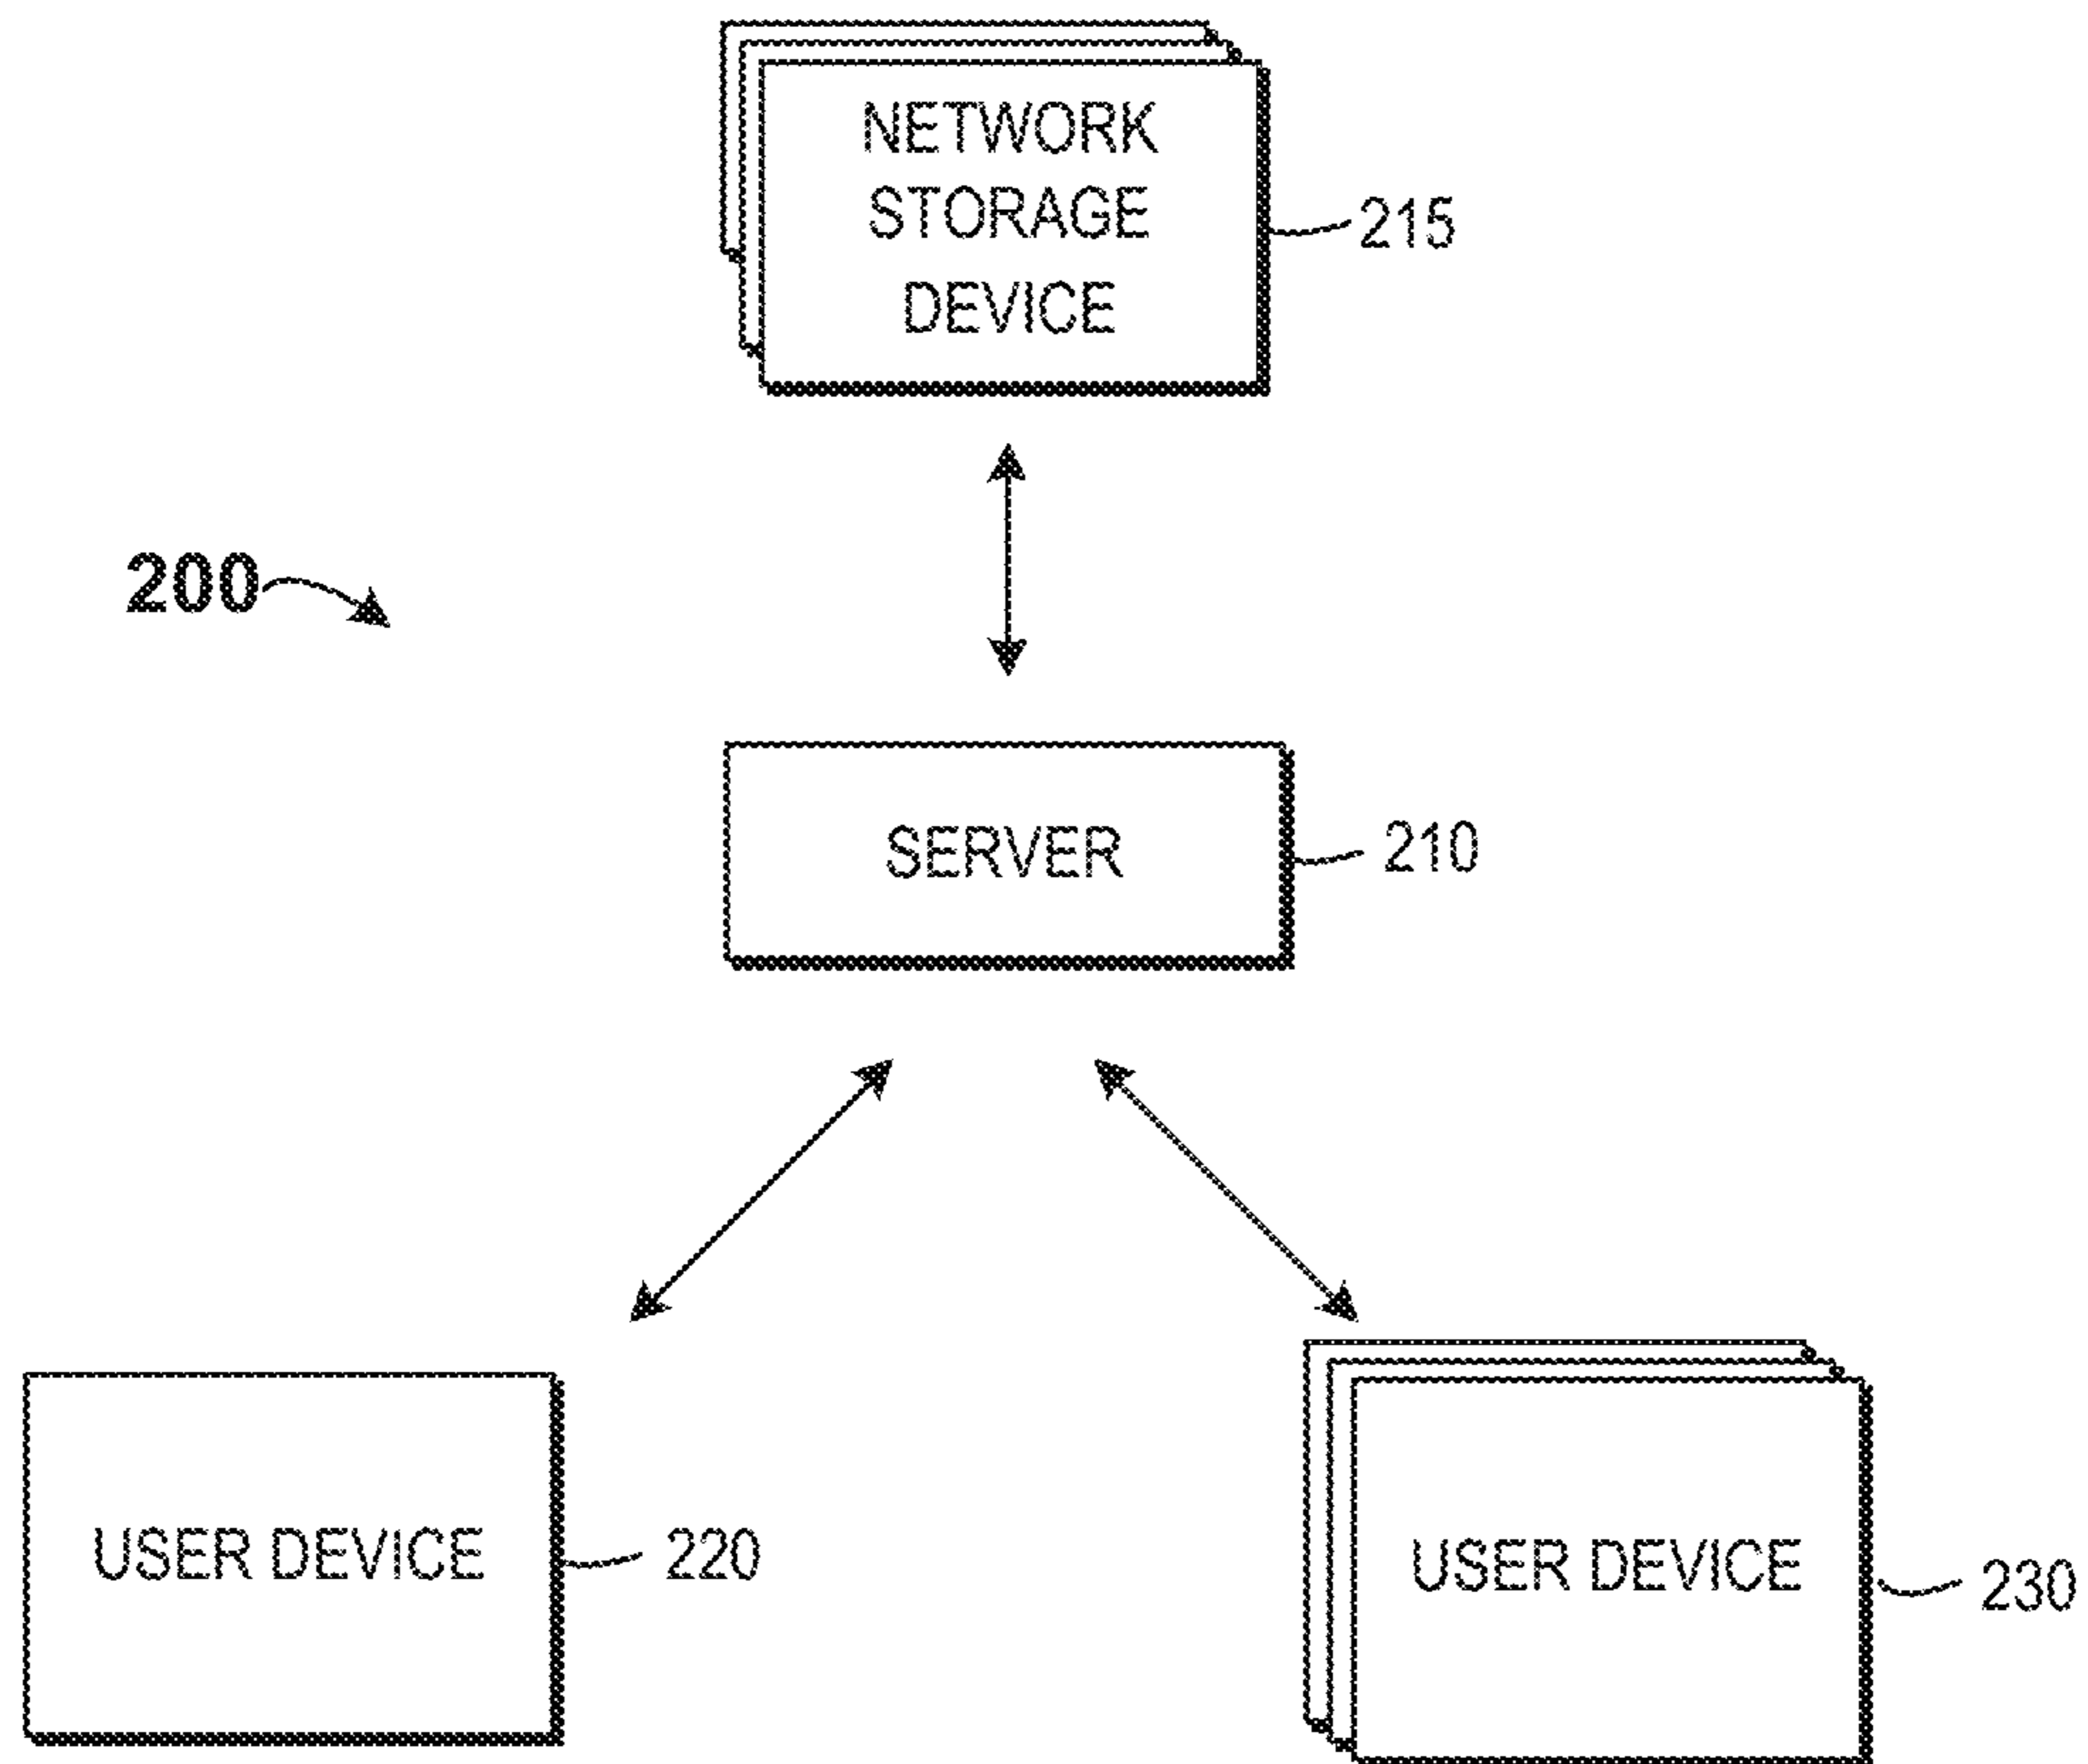 NETWORK
STORAGE
DEVICE
215
200
SERVER
210
USER DEVICE
220
USER DEVICE
230